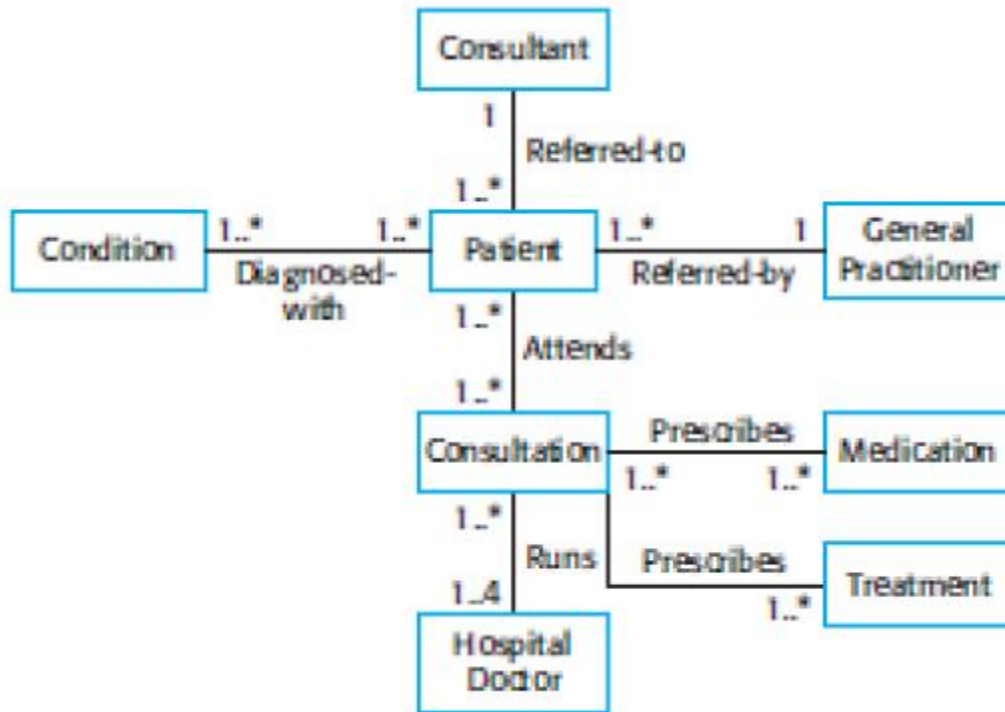 Consultant
1
Referred-to
1..*
Condition
1..*
1..*
Diagnosed-
with
Patient
1..*
1
Referred-by
General
Practitioner
1..*
Attends
1..*
Consultation
Prescribes
1..*
1..*
Medication
1..*
Runs
1..4
Prescribes
1..*
Treatment
Hospital
Doctor